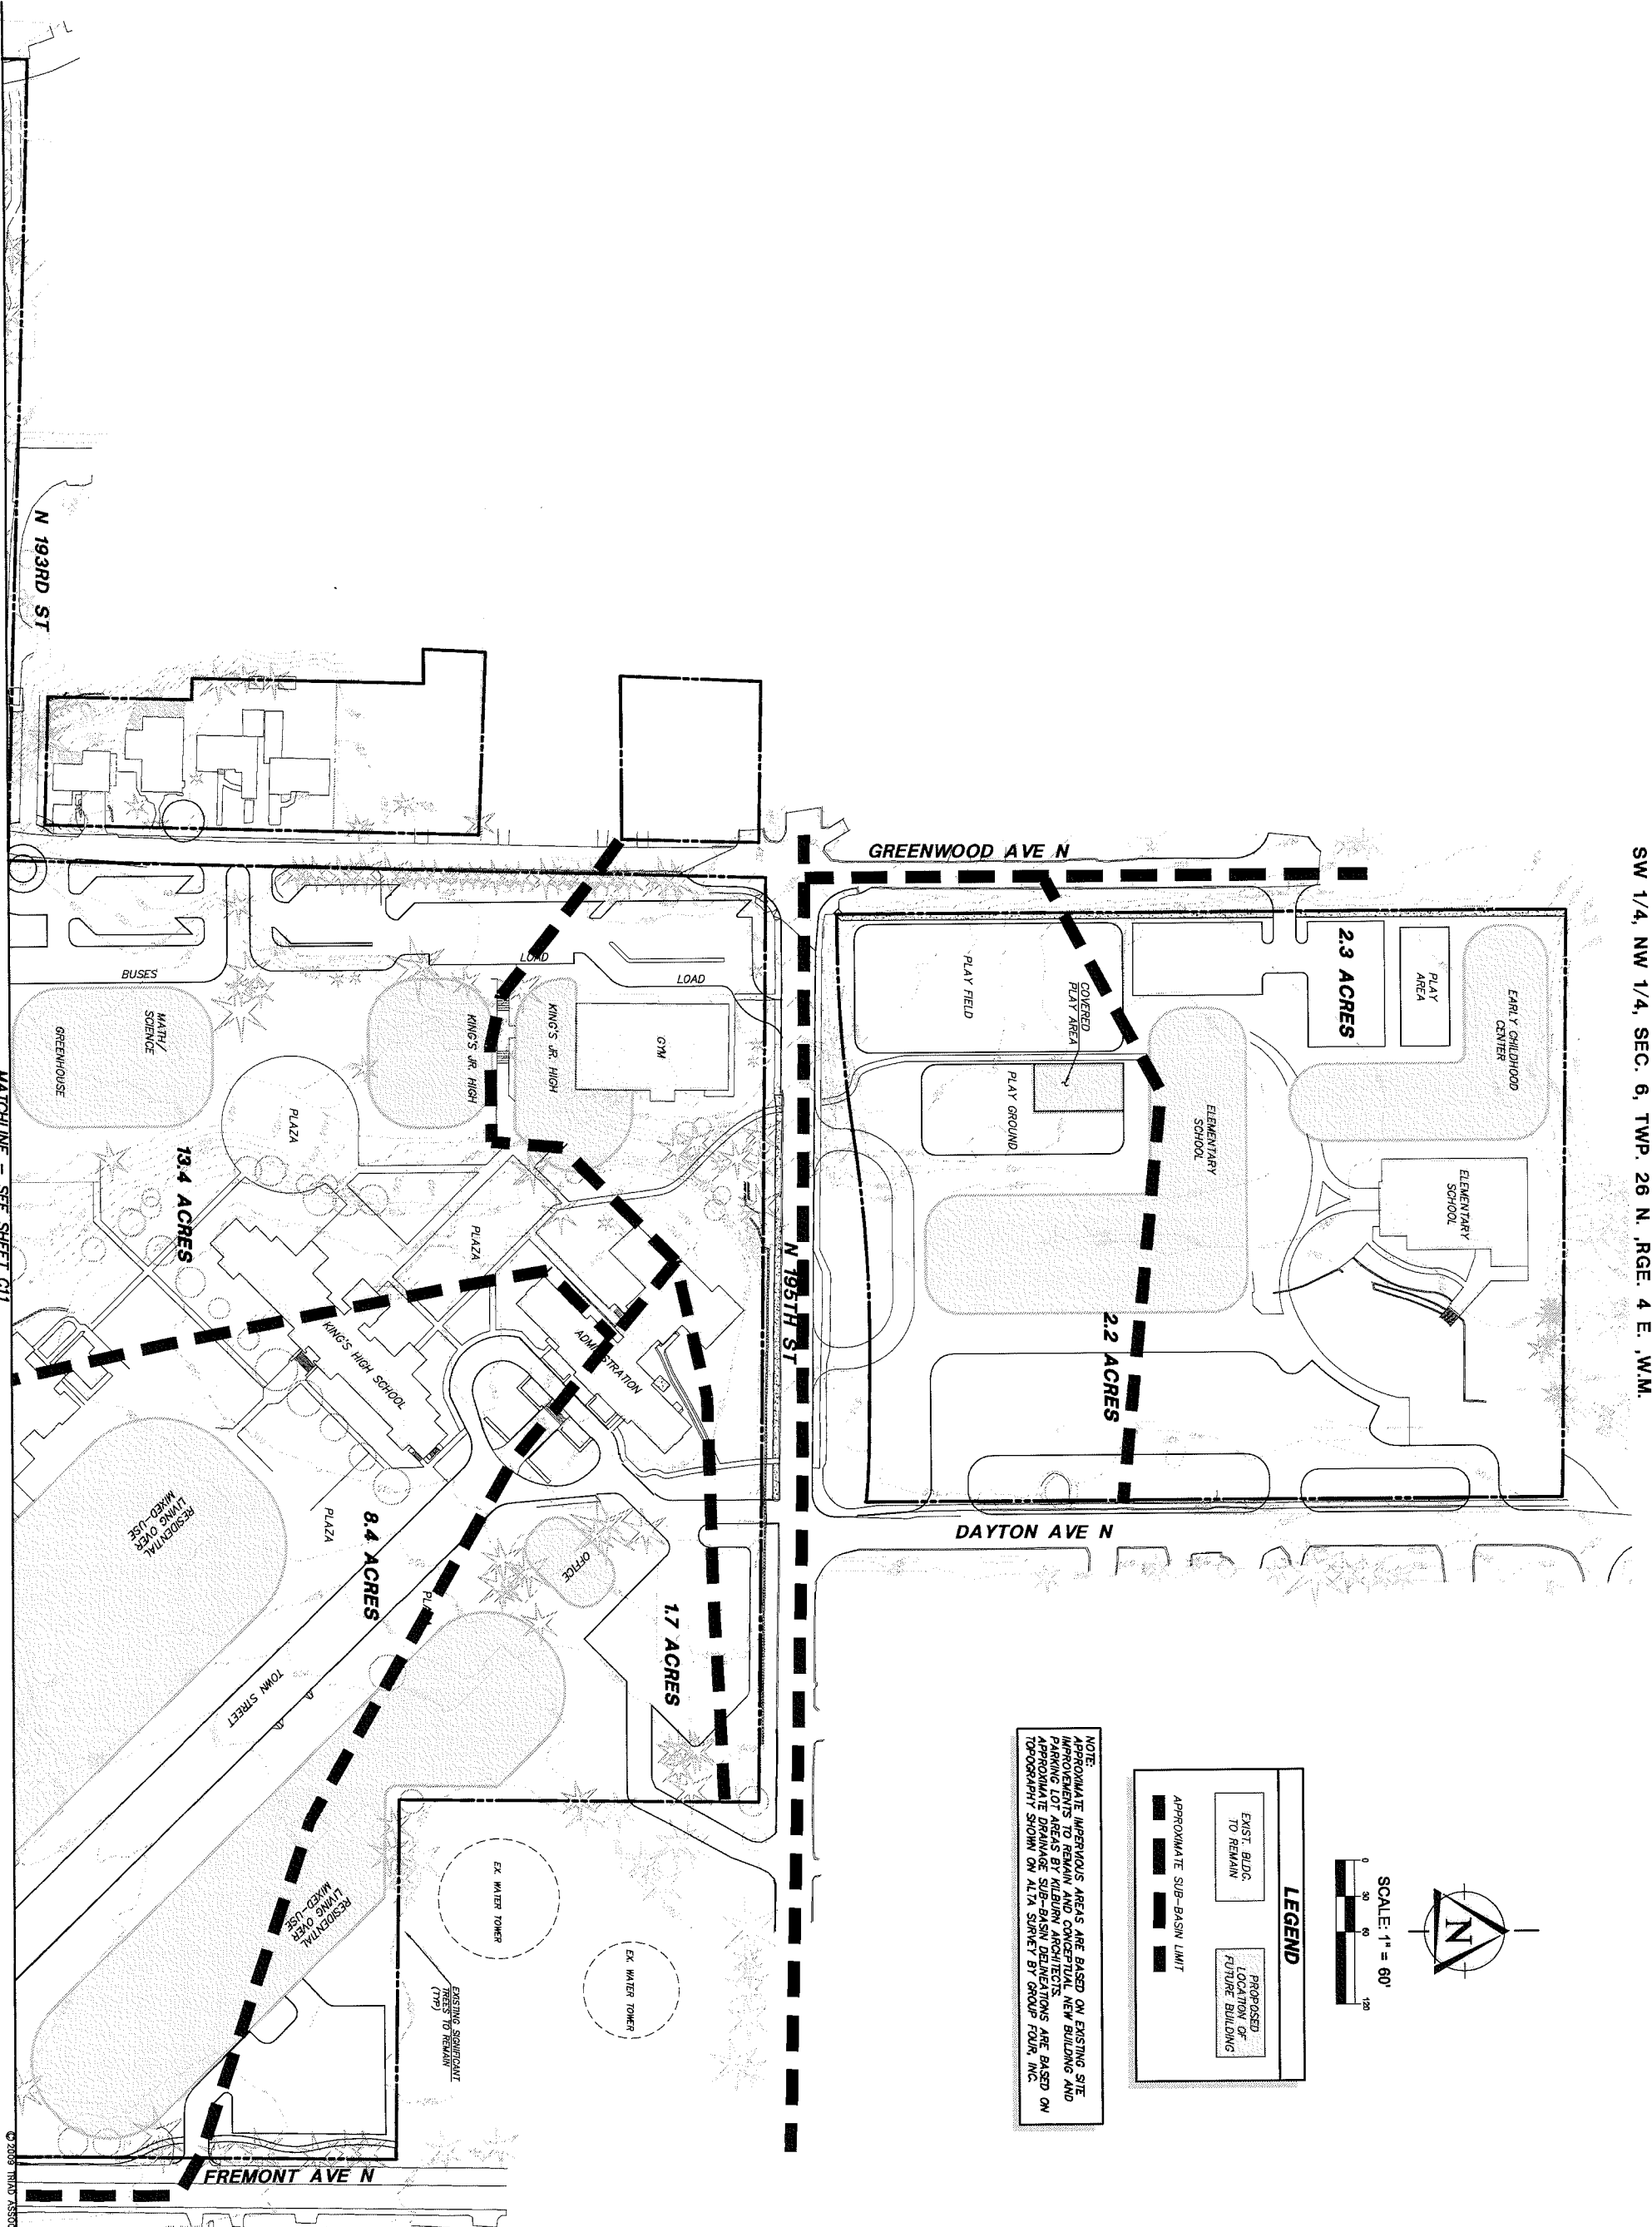 SW 1/4, NW 1/4, SEC. 6, TWP. 26 N. ,RGE. 4 E. ,W.M.
SCALE: 1" = 60'
0 30 60 120
N
LEGEND
EXIST. BLDG.
TO REMAIN
PROPOSED
LOCATION OF
FUTURE BUILDING
APPROXIMATE SUB-BASIN LIMIT
NOTE:
APPROXIMATE IMPERVIOUS AREAS ARE BASED ON EXISTING SITE
IMPROVEMENTS TO REMAIN AND CONCEPTUAL NEW BUILDING AND
PARKING LOT AREAS BY KILBURN ARCHITECTS.
APPROXIMATE DRAINAGE SUB-BASIN DELINEATIONS ARE BASED ON
TOPOGRAPHY SHOWN ON ALTA SURVEY BY GROUP FOUR, INC.
EARLY CHILDHOOD
CENTER
PLAY
AREA
2.3 ACRES
ELEMENTARY
SCHOOL
ELEMENTARY
SCHOOL
GREENWOOD AVE N
PLAY FIELD
COVERED
PLAY AREA
PLAY GROUND
2.2 ACRES
DAYTON AVE N
N 195TH ST
GYM
LOAD
LOAD
KING'S JR. HIGH
KING'S JR. HIGH
BUSES
MATH/
SCIENCE
GREENHOUSE
PLAZA
PLAZA
13.4 ACRES
ADMINISTRATION
KING'S HIGH SCHOOL
OFFICE
1.7 ACRES
PLAZA
8.4 ACRES
RESIDENTIAL
LIVING OVER
MIXED-USE
TOWN STREET
RESIDENTIAL
LIVING OVER
MIXED-USE
EX. WATER TOWER
EX. WATER TOWER
EXISTING SIGNIFICANT
TREES TO REMAIN
(TYP)
FREMONT AVE N
N 193RD ST
MATCHLINE - SEE SHEET C11
© 2009 TRIAD ASSOC